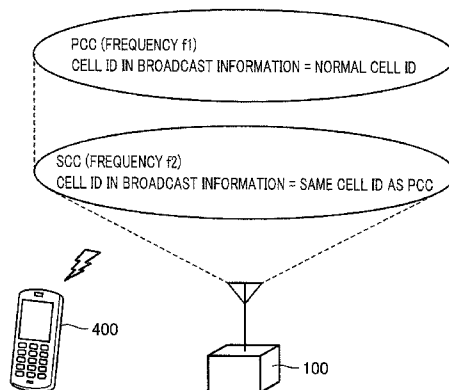 PCC (FREQUENCY f1)
CELL ID IN BROADCAST INFORMATION = NORMAL CELL ID
SCC (FREQUENCY f2)
CELL ID IN BROADCAST INFORMATION = SAME CELL ID AS PCC
400
100